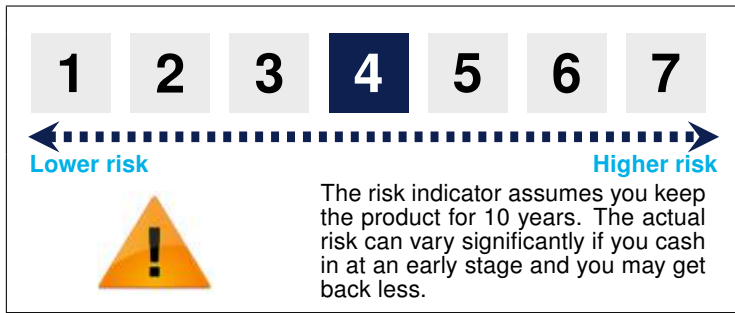 1 2 3 4 5 6 7
Lower risk Higher risk
!
The risk indicator assumes you keep
the product for 10 years. The actual
risk can vary significantly if you cash
in at an early stage and you may get
back less.